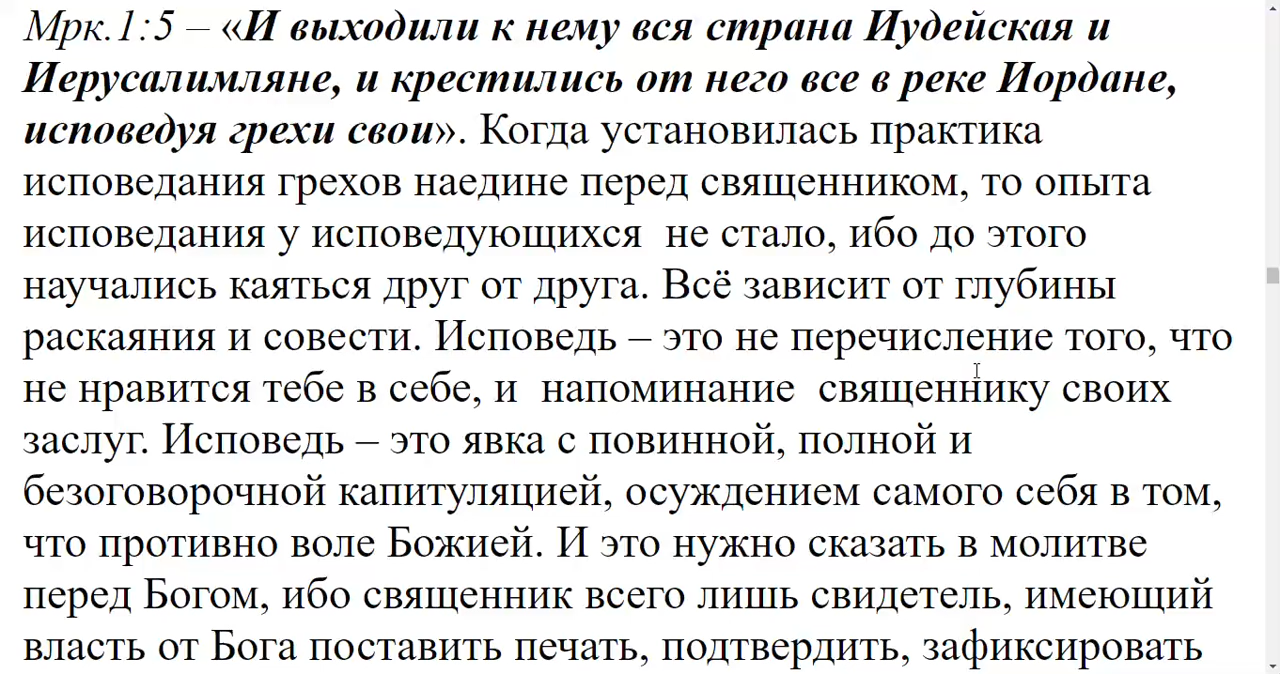 Мрк.1:5 – «И выходили к нему вся страна Иудейская и
Иерусалимляне, и крестились от него все в реке Иордане,
исповедуя грехи свои». Когда установилась практика
исповедания грехов наедине перед священником, то опыта
исповедания у исповедующихся  не стало, ибо до этого
научались каяться друг от друга. Всё зависит от глубины
раскаяния и совести. Исповедь – это не перечисление того, что
не нравится тебе в себе, и  напоминание  священнику своих
заслуг. Исповедь – это явка с повинной, полной и
безоговорочной капитуляцией, осуждением самого себя в том,
что противно воле Божией. И это нужно сказать в молитве
перед Богом, ибо священник всего лишь свидетель, имеющий
власть от Бога поставить печать, подтвердить, зафиксировать